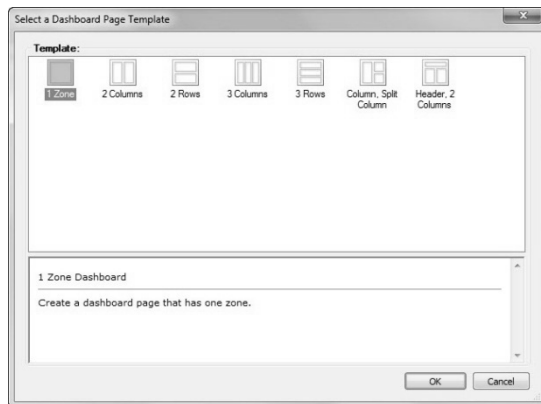 Select a Dashboard Page Template
Template:
1 Zone
2 Columns
2 Rows
3 Columns
3 Rows
Column, Split
Column
Header, 2
Columns
1 Zone Dashboard
Create a dashboard page that has one zone.
OK
Cancel